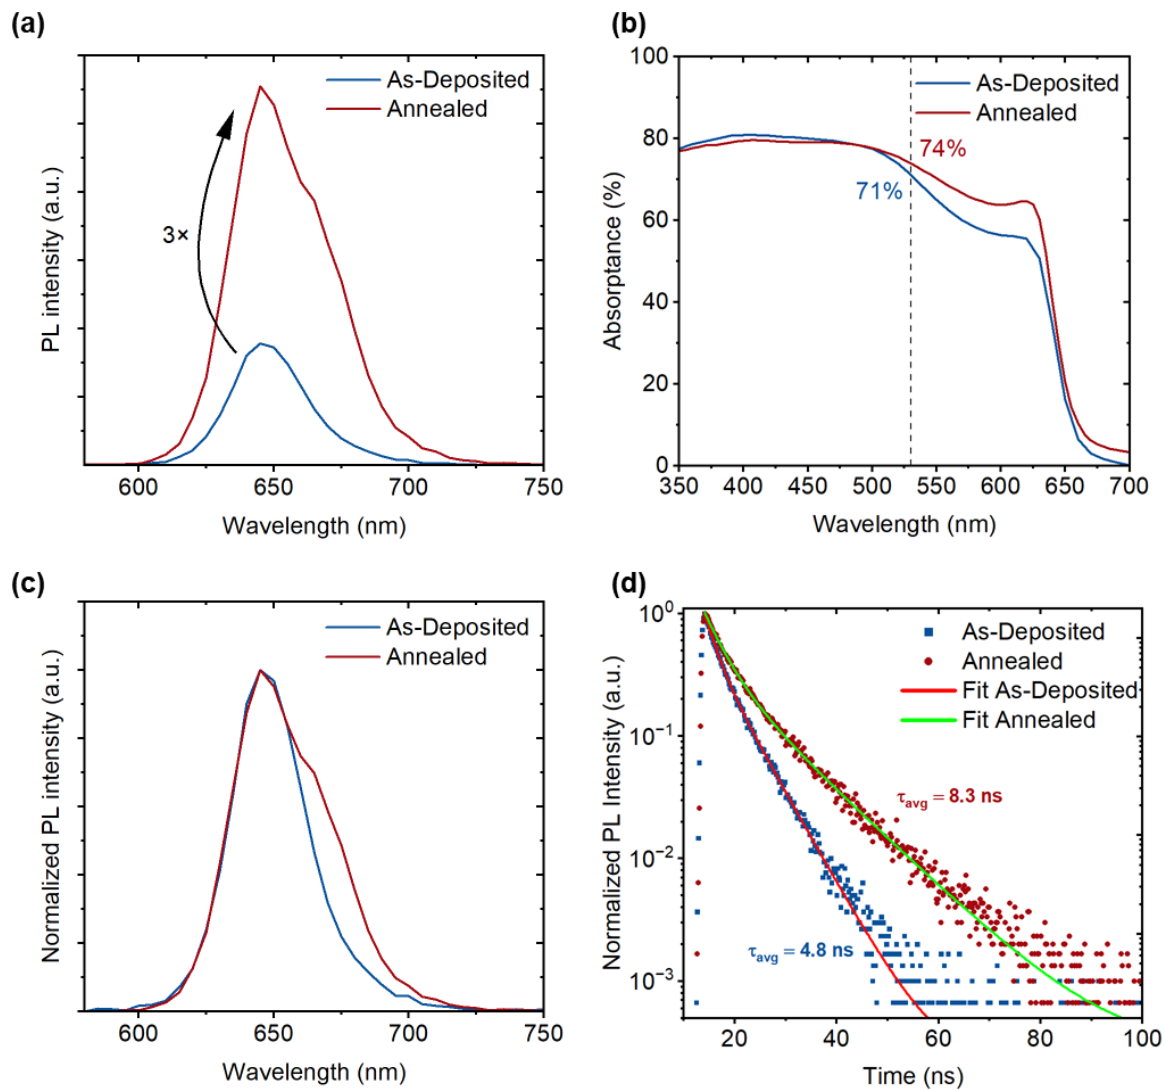 (a)
PL intensity (a.u.)
As-Deposited
Annealed
3×
600 650 700 750
Wavelength (nm)
(b)
Absorptance (%)
100
80
60
40
20
0
As-Deposited
Annealed
74%
71%
350 400 450 500 550 600 650 700
Wavelength (nm)
(c)
Normalized PL intensity (a.u.)
As-Deposited
Annealed
600 650 700 750
Wavelength (nm)
(d)
Normalized PL Intensity (a.u.)
10⁰
10⁻¹
10⁻²
10⁻³
As-Deposited
Annealed
Fit As-Deposited
Fit Annealed
τavg = 8.3 ns
τavg = 4.8 ns
20 40 60 80 100
Time (ns)